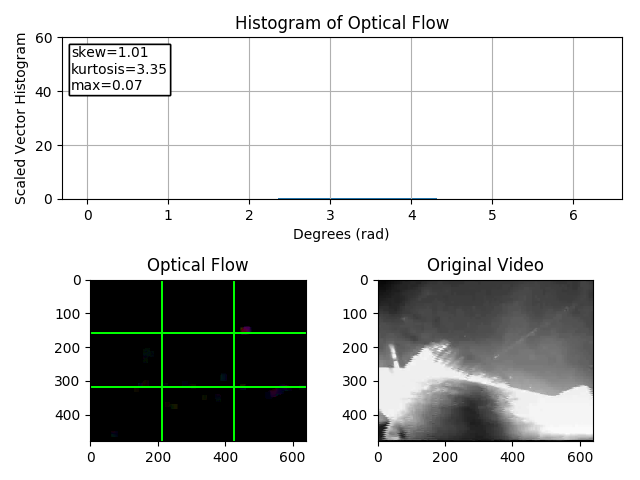 Histogram of Optical Flow
Scaled Vector Histogram
60
40
20
0
skew=1.01
kurtosis=3.35
max=0.07
0 1 2 3 4 5 6
Degrees (rad)
Optical Flow
0
100
200
300
400
0 200 400 600
Original Video
0
100
200
300
400
0 200 400 600